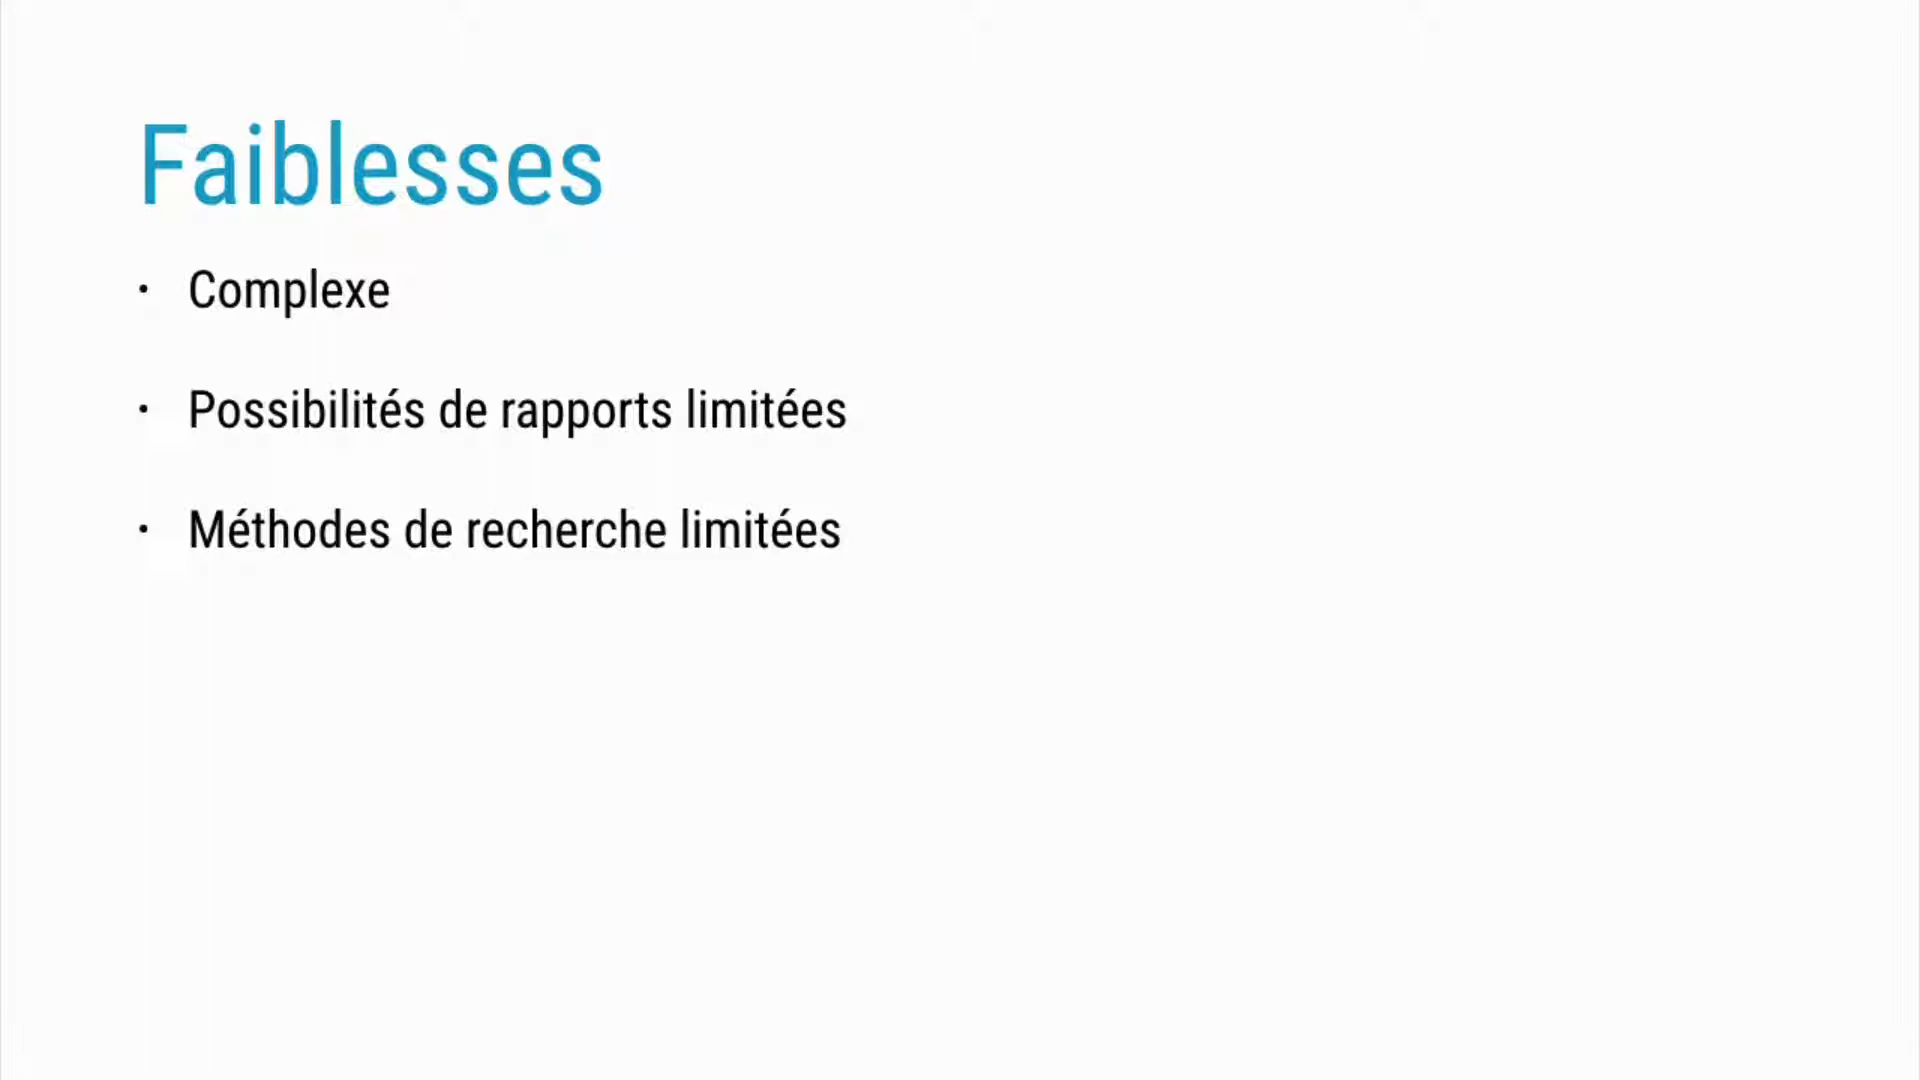 Faiblesses
· Complexe
· Possibilités de rapports limitées
· Méthodes de recherche limitées